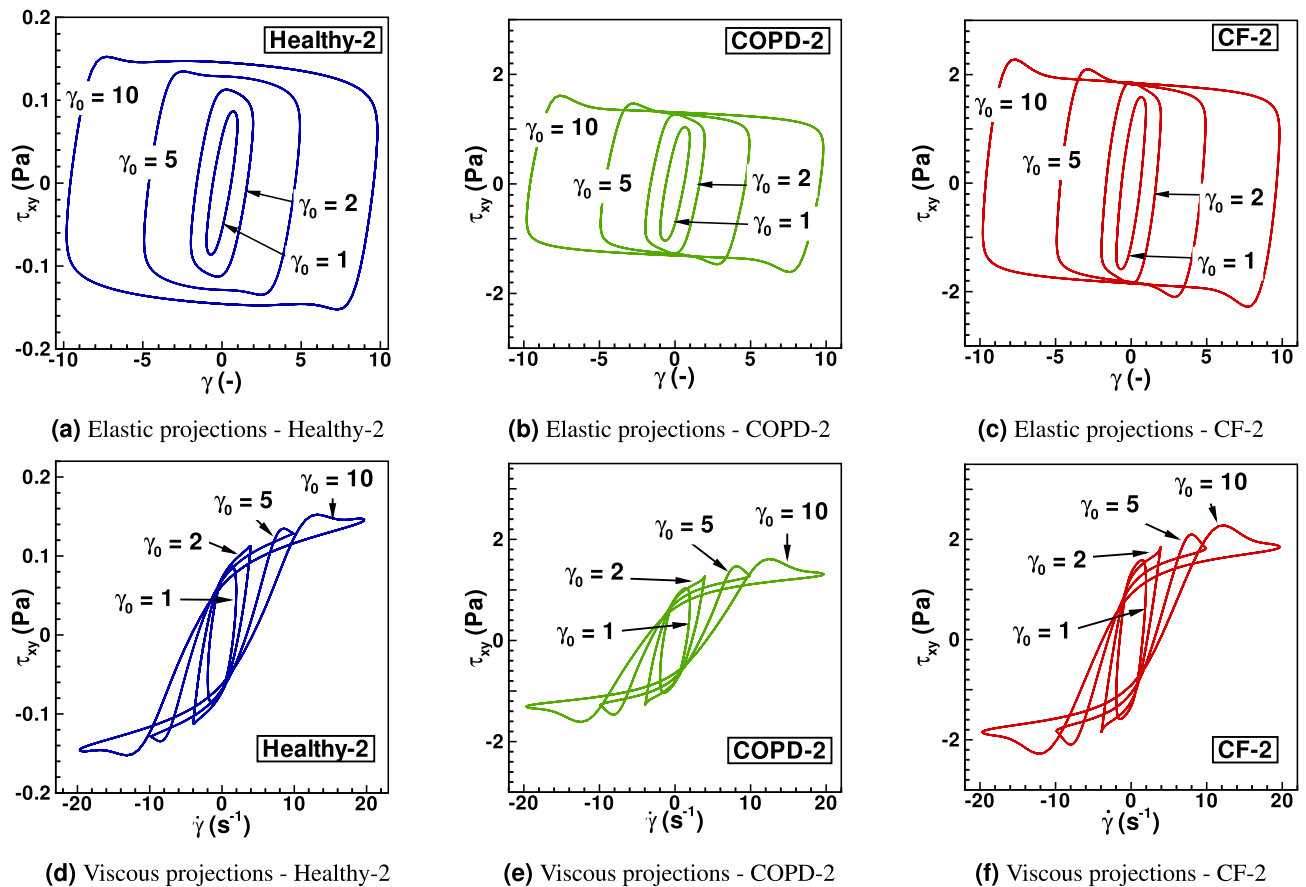 0.2
0.1
0
-0.1
-0.2
τxy (Pa)
-10 -5 0 5 10
γ (-)
Healthy-2
γ₀ = 10
γ₀ = 5
γ₀ = 2
γ₀ = 1
(a) Elastic projections - Healthy-2
2
0
-2
τxy (Pa)
-10 -5 0 5 10
γ (-)
COPD-2
γ₀ = 10
γ₀ = 5
γ₀ = 2
γ₀ = 1
(b) Elastic projections - COPD-2
2
0
-2
τxy (Pa)
-10 -5 0 5 10
γ (-)
CF-2
γ₀ = 10
γ₀ = 5
γ₀ = 2
γ₀ = 1
(c) Elastic projections - CF-2
0.2
0.1
0
-0.1
-0.2
τxy (Pa)
-20 -10 0 10 20
γ̇ (s⁻¹)
γ₀ = 10
γ₀ = 5
γ₀ = 2
γ₀ = 1
Healthy-2
(d) Viscous projections - Healthy-2
2
0
-2
τxy (Pa)
-20 -10 0 10 20
γ̇ (s⁻¹)
γ₀ = 5
γ₀ = 10
γ₀ = 2
γ₀ = 1
COPD-2
(e) Viscous projections - COPD-2
2
0
-2
τxy (Pa)
-20 -10 0 10 20
γ̇ (s⁻¹)
γ₀ = 10
γ₀ = 5
γ₀ = 2
γ₀ = 1
CF-2
(f) Viscous projections - CF-2